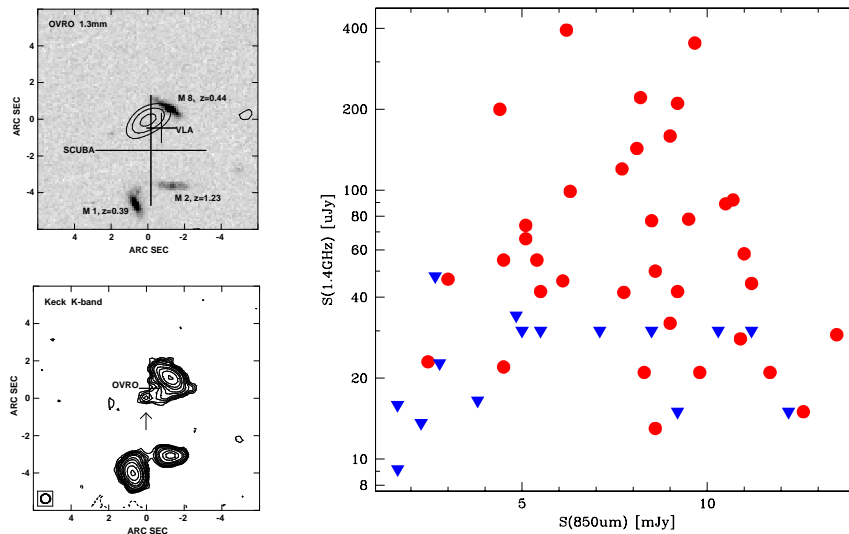 OVRO 1.3mm
6
4
2
0
-2
-4
ARC SEC
M 8, z=0.44
VLA
SCUBA
M 2, z=1.23
M 1, z=0.39
6 4 2 0 -2 -4
ARC SEC
Keck K-band
4
2
0
-2
-4
ARC SEC
OVRO
6 4 2 0 -2 -4
ARC SEC
400
200
100
80
60
40
20
10
8
S(1.4GHz) [uJy]
5 10
S(850um) [mJy]